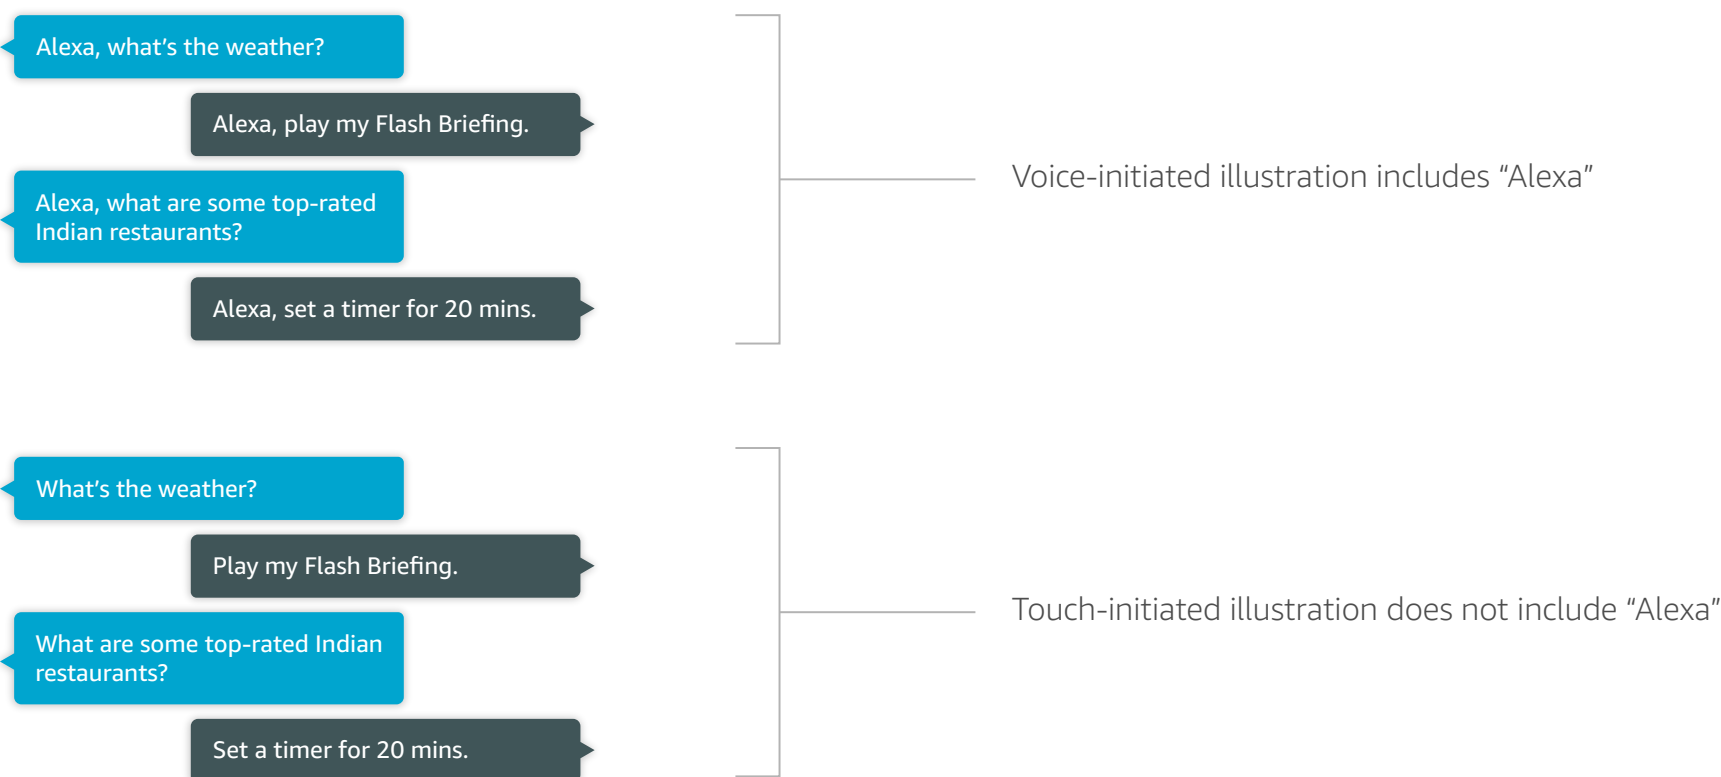 Alexa, what's the weather?
Alexa, play my Flash Briefing.
Alexa, what are some top-rated
Indian restaurants?
Alexa, set a timer for 20 mins.
Voice-initiated illustration includes “Alexa”
What's the weather?
Play my Flash Briefing.
What are some top-rated Indian
restaurants?
Set a timer for 20 mins.
Touch-initiated illustration does not include “Alexa”